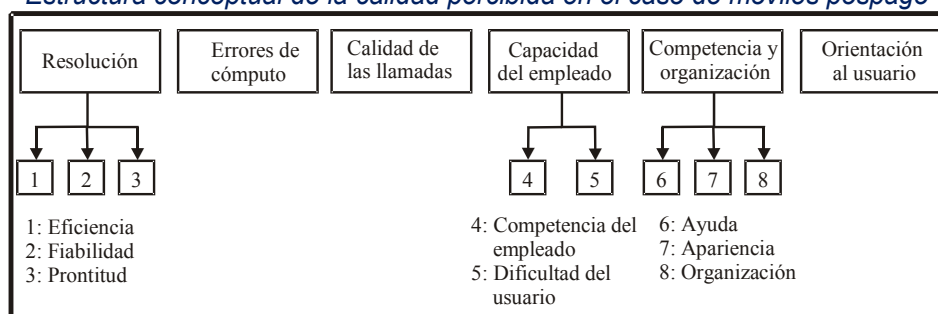 Estructura conceptual de la calidad percibida en el caso de móviles pospago
Resolución
Errores de
cómputo
Calidad de
las llamadas
Capacidad
del empleado
Competencia y
organización
Orientación
al usuario
1
2
3
4
5
6
7
8
1: Eficiencia
2: Fiabilidad
3: Prontitud
4: Competencia del
empleado
5: Dificultad del
usuario
6: Ayuda
7: Apariencia
8: Organización